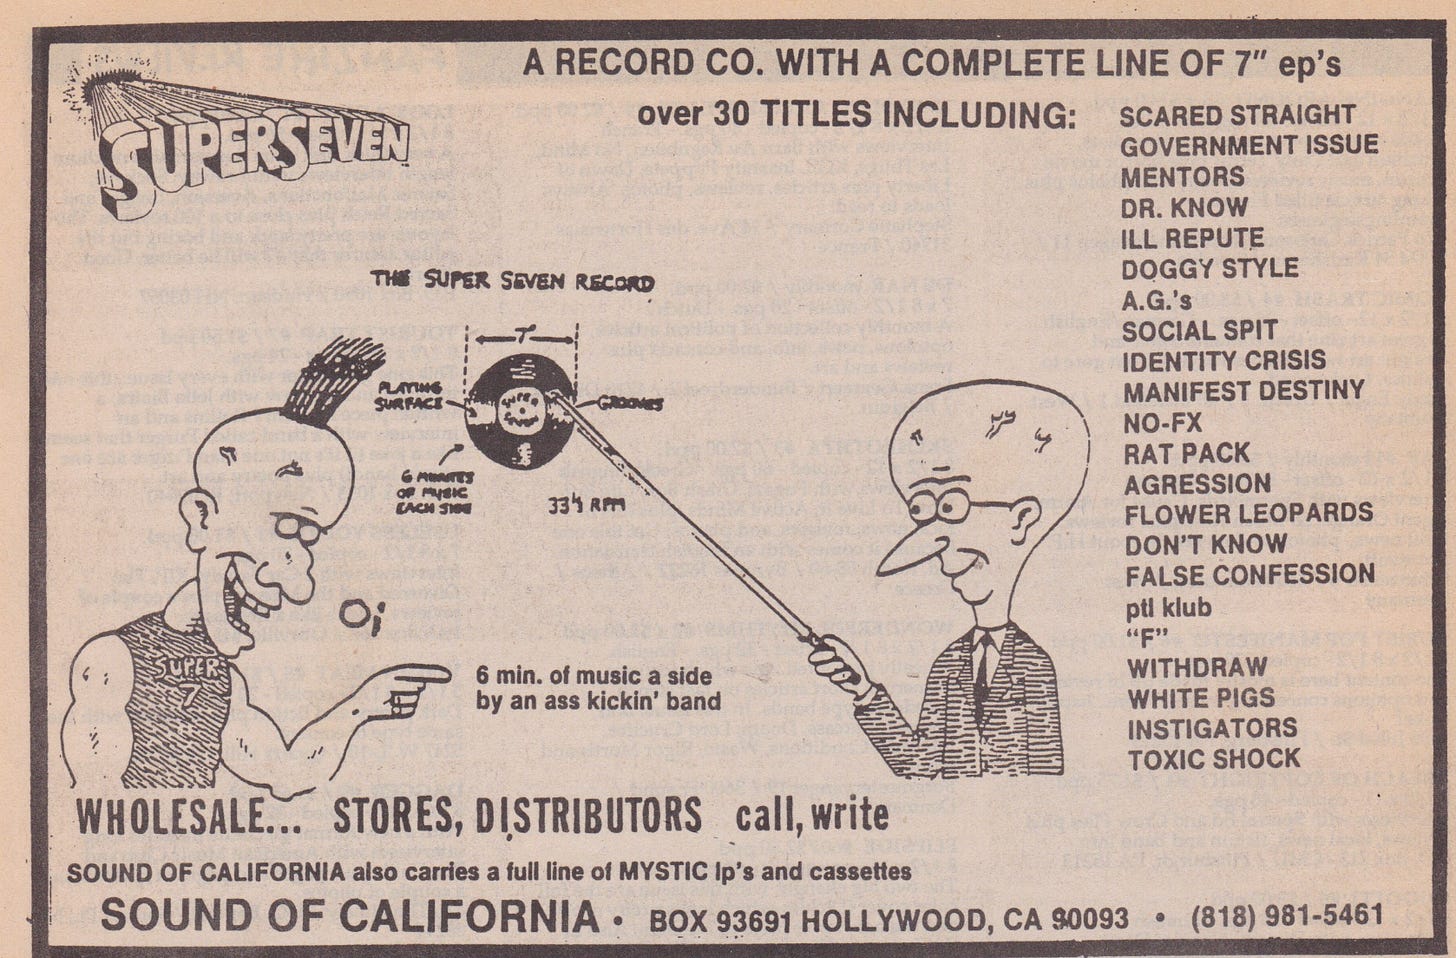 A RECORD CO. WITH A COMPLETE LINE OF 7" ep's
SUPERSEVEN
over 30 TITLES INCLUDING:
SCARED STRAIGHT
GOVERNMENT ISSUE
MENTORS
DR. KNOW
ILL REPUTE
DOGGY STYLE
A.G.'s
SOCIAL SPIT
IDENTITY CRISIS
MANIFEST DESTINY
NO-FX
RAT PACK
AGRESSION
FLOWER LEOPARDS
DON'T KNOW
FALSE CONFESSION
ptl klub
"F"
WITHDRAW
WHITE PIGS
INSTIGATORS
TOXIC SHOCK
THE SUPER SEVEN RECORD
7"
PLAYING
SURFACE
GROOVES
SUPER
SEVEN
6 MINUTES
OF MUSIC
EACH SIDE
33⅓ RPM
SUPER
7
6 min. of music a side
by an ass kickin' band
WHOLESALE... STORES, DISTRIBUTORS call, write
SOUND OF CALIFORNIA also carries a full line of MYSTIC lp's and cassettes
SOUND OF CALIFORNIA • BOX 93691 HOLLYWOOD, CA 90093 • (818) 981-5461